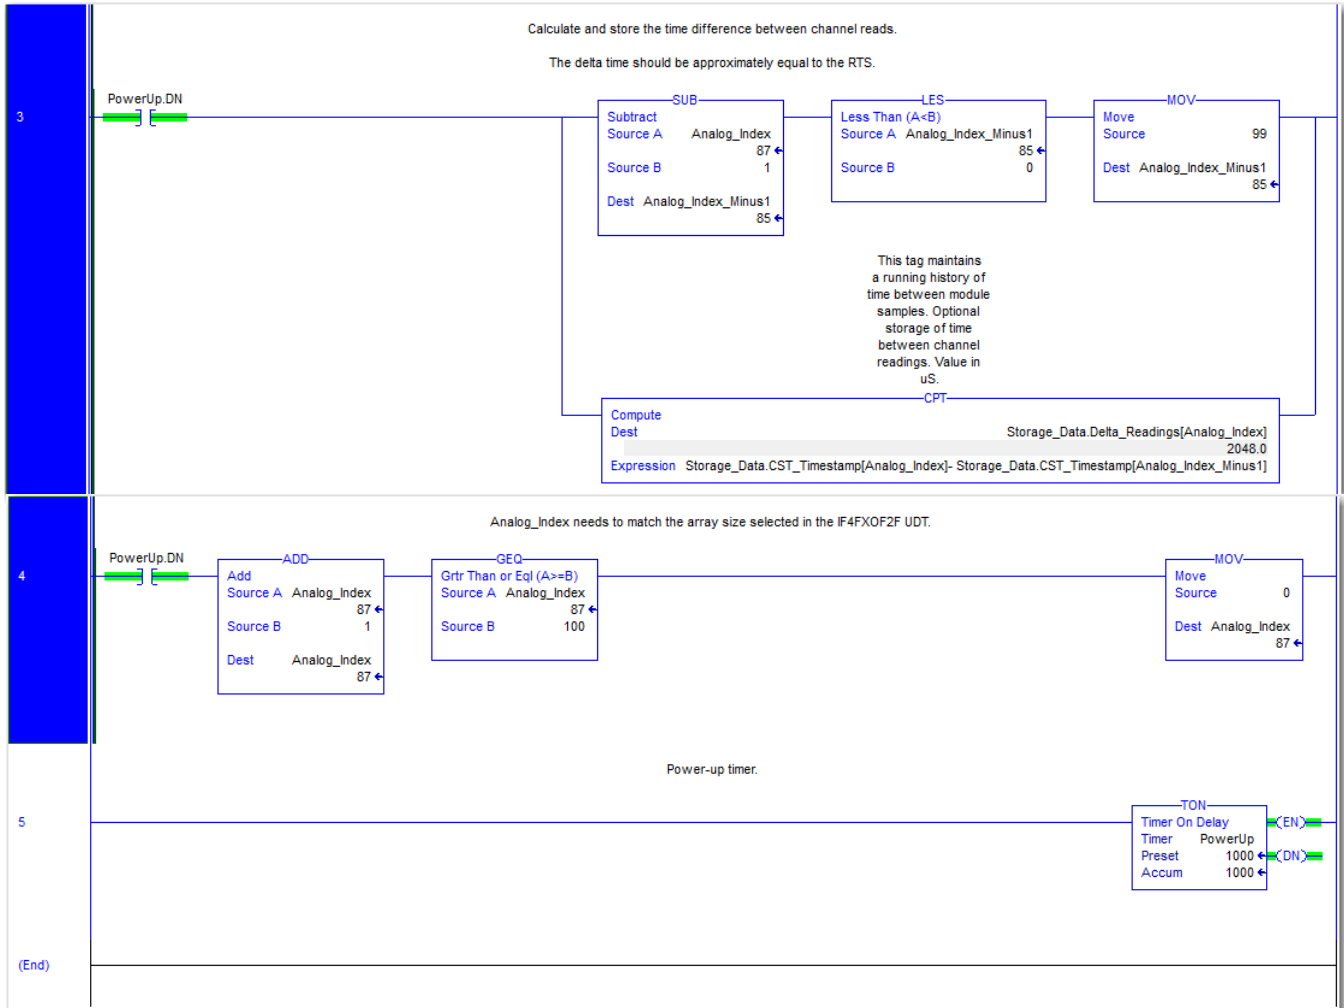 Calculate and store the time difference between channel reads.
The delta time should be approximately equal to the RTS.
3
PowerUp.DN
SUB
Subtract
Source A Analog_Index
87
Source B 1
Dest Analog_Index_Minus1
85
LES
Less Than (A<B)
Source A Analog_Index_Minus1
85
Source B 0
MOV
Move
Source 99
Dest Analog_Index_Minus1
85
This tag maintains
a running history of
time between module
samples. Optional
storage of time
between channel
readings. Value in
uS.
CPT
Compute
Dest Storage_Data.Delta_Readings[Analog_Index]
2048.0
Expression Storage_Data.CST_Timestamp[Analog_Index]- Storage_Data.CST_Timestamp[Analog_Index_Minus1]
Analog_Index needs to match the array size selected in the IF4FXOF2F UDT.
4
PowerUp.DN
ADD
Add
Source A Analog_Index
87
Source B 1
Dest Analog_Index
87
GEQ
Grtr Than or Eql (A>=B)
Source A Analog_Index
87
Source B 100
MOV
Move
Source 0
Dest Analog_Index
87
Power-up timer.
5
TON
Timer On Delay
Timer PowerUp
Preset 1000
Accum 1000
EN
DN
(End)